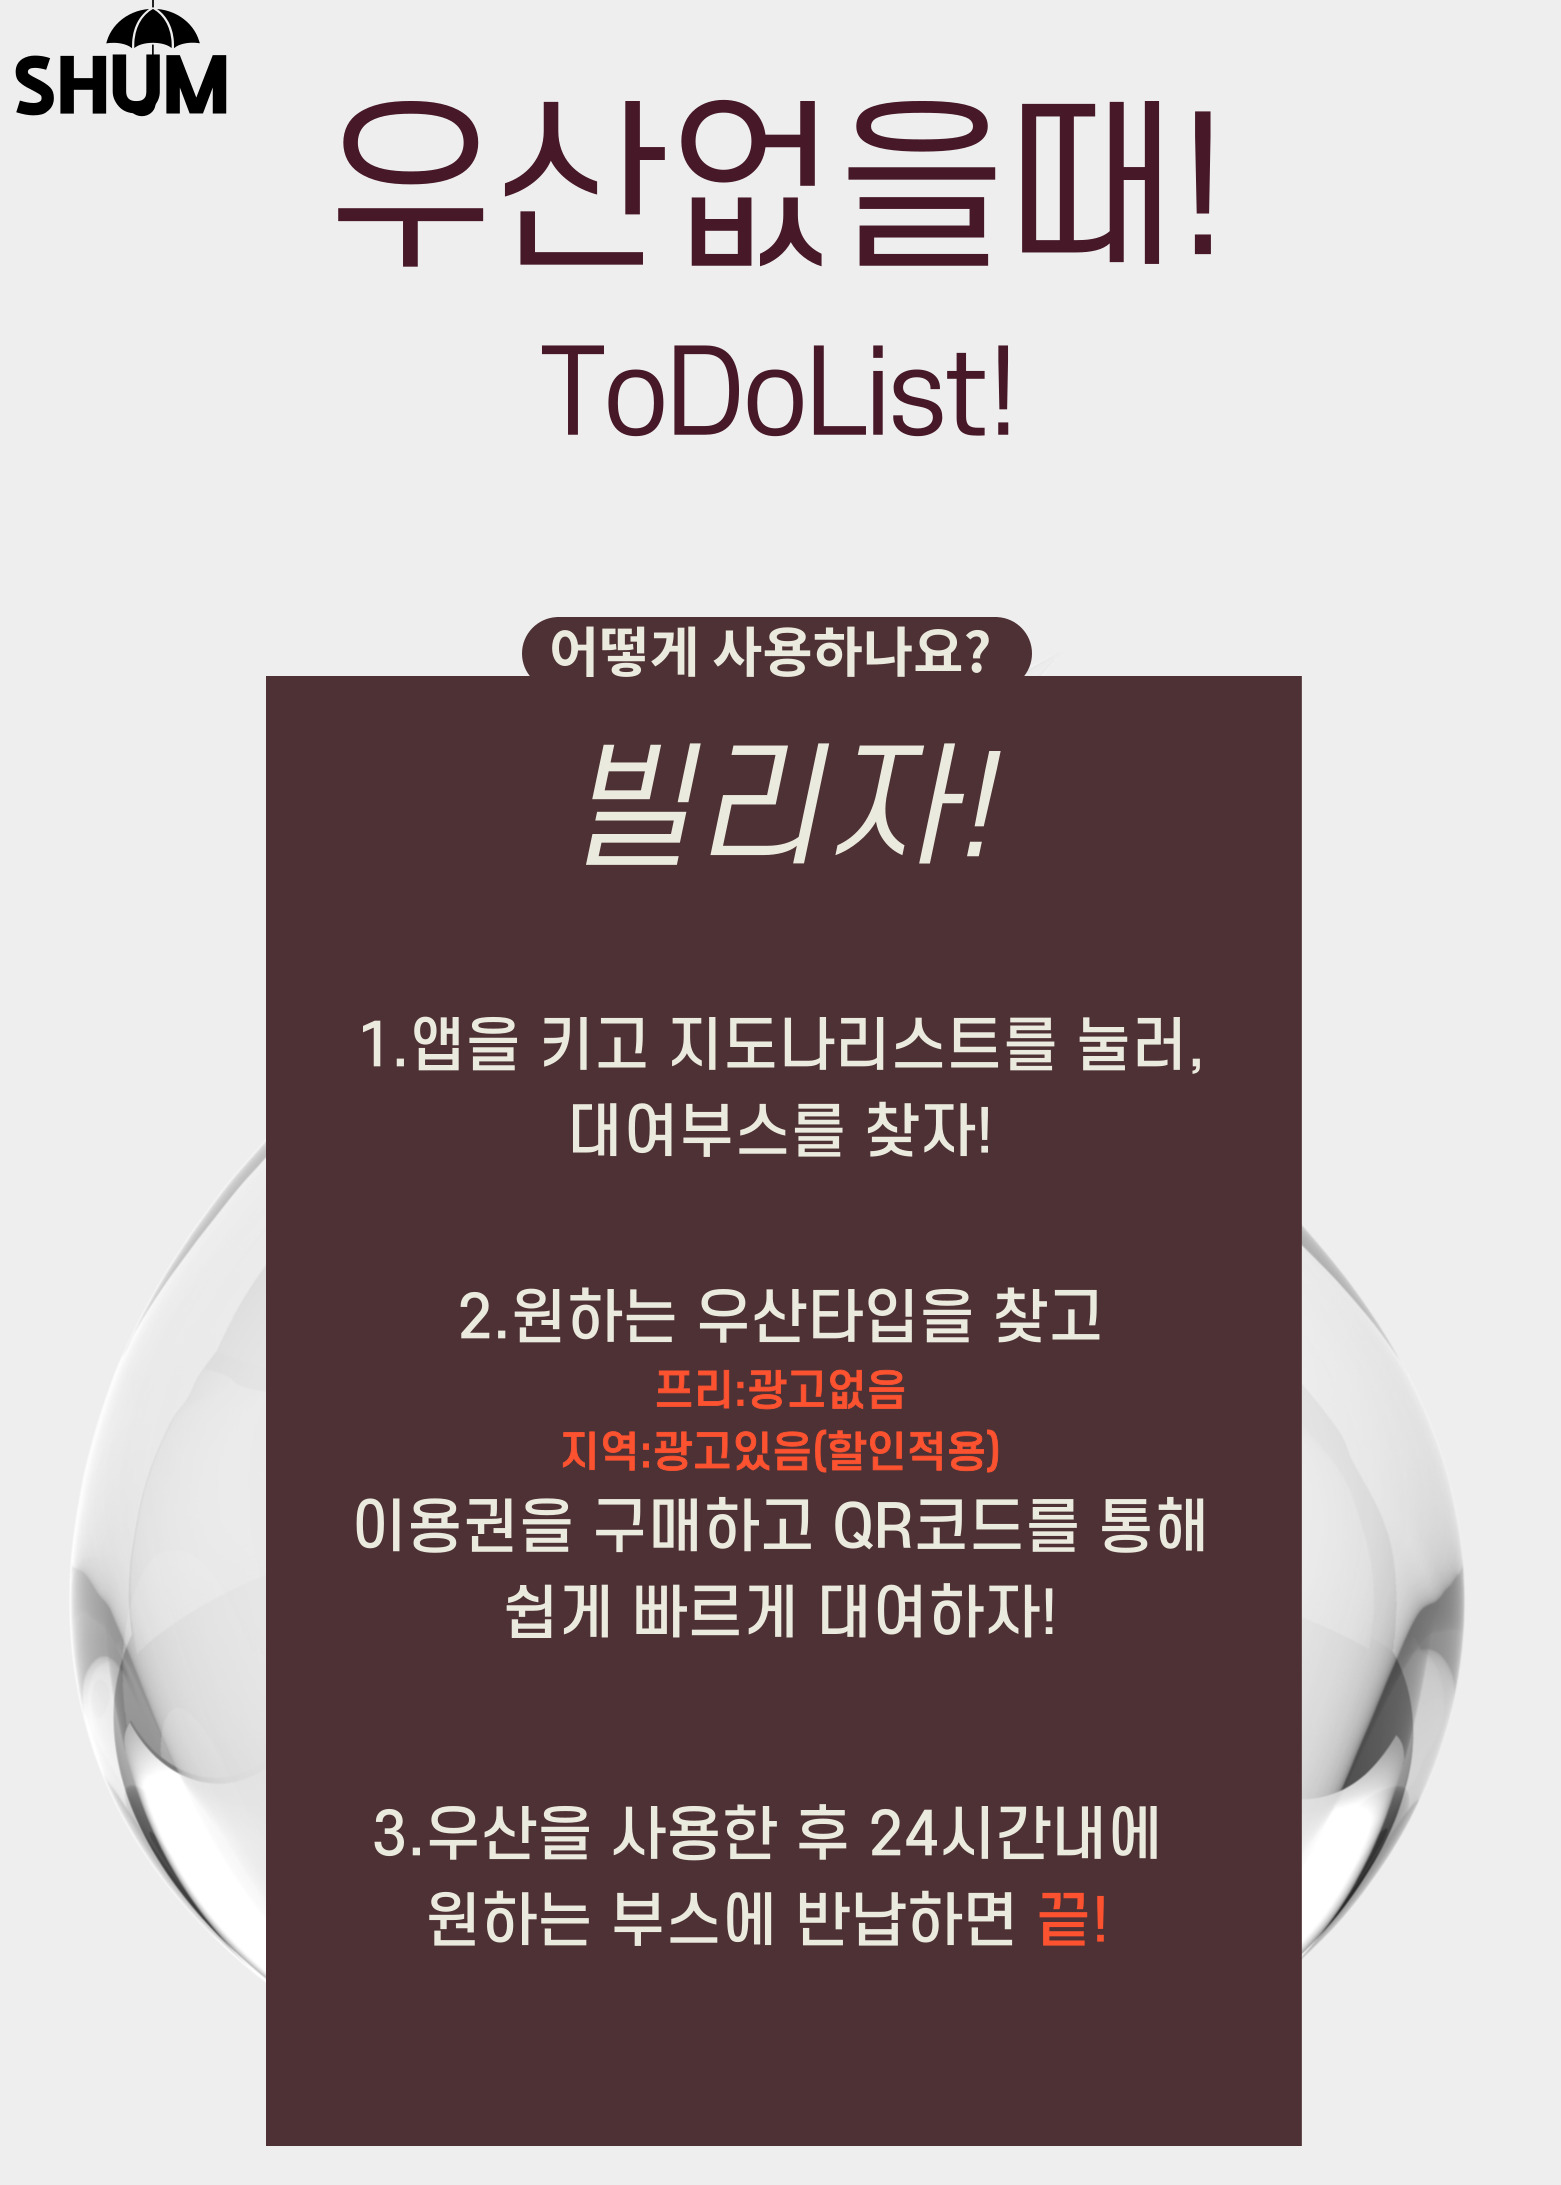 SHUM
우산없을때!
ToDoList!
어떻게 사용하나요?
빌리자!
1.앱을 키고 지도나리스트를 눌러,
대여부스를 찾자!
2.원하는 우산타입을 찾고
프리:광고없음
지역:광고있음(할인적용)
이용권을 구매하고 QR코드를 통해
쉽게 빠르게 대여하자!
3.우산을 사용한 후 24시간내에
원하는 부스에 반납하면 끝!